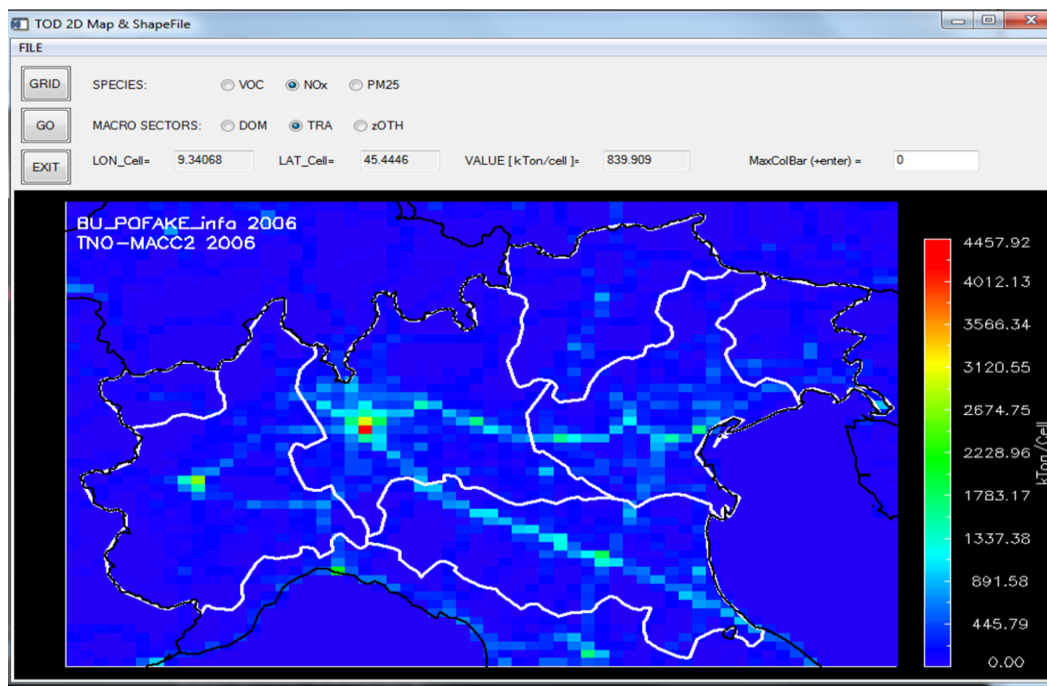 TOD 2D Map & ShapeFile
FILE
GRID SPECIES: VOC NOx PM25
GO MACRO SECTORS: DOM TRA zOTH
EXIT LON_Cell= 9.34068 LAT_Cell= 45.4446 VALUE [ kTon/cell ]= 839.909 MaxColBar (+enter) = 0
BU_POFAKE_info 2006
TNO-MACC2 2006
4457.92
4012.13
3566.34
3120.55
2674.75
2228.96
1783.17
1337.38
891.58
445.79
0.00
kTon/Cell